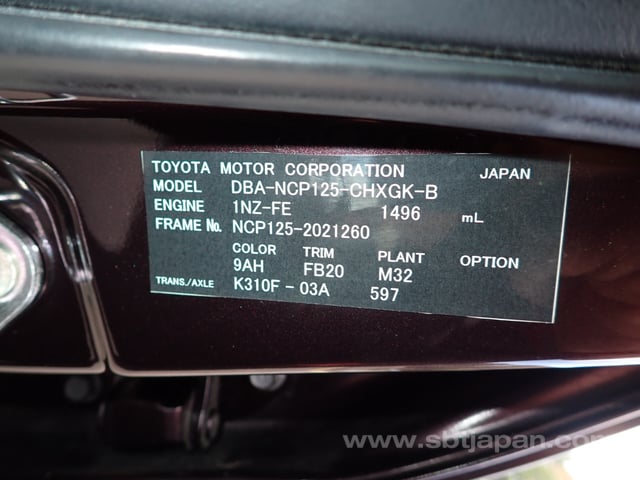 TOYOTA MOTOR CORPORATION JAPAN
MODEL DBA-NCP125-CHXGK-B
ENGINE 1NZ-FE 1496 mL
FRAME No. NCP125-2021260
COLOR TRIM PLANT OPTION
9AH FB20 M32
TRANS./AXLE K310F - 03A 597
www.sbtjapan.com